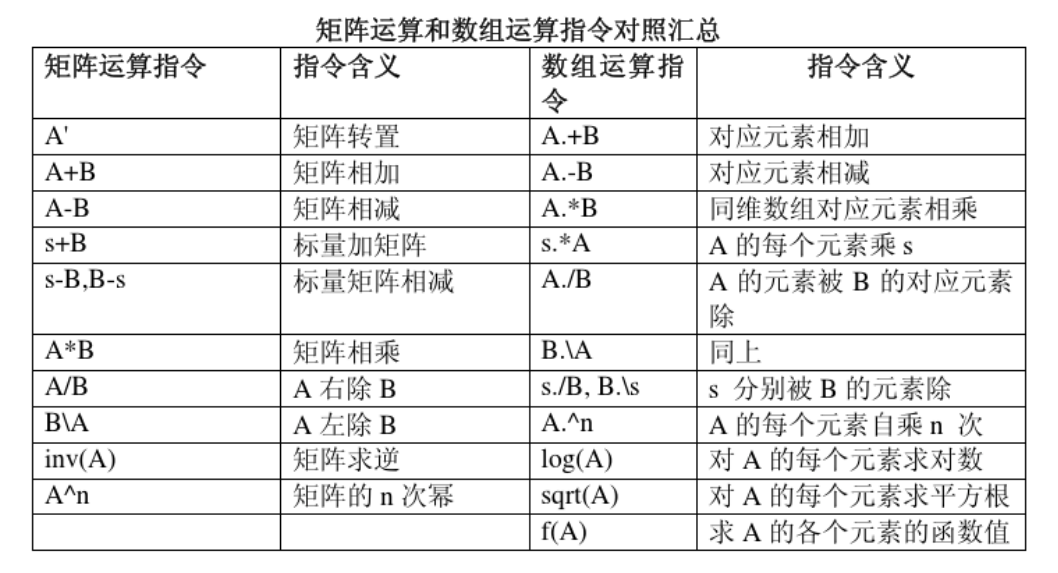 矩阵运算和数组运算指令对照汇总
矩阵运算指令 指令含义 数组运算指 指令含义
令
A' 矩阵转置 A.+B 对应元素相加
A+B 矩阵相加 A.-B 对应元素相减
A-B 矩阵相减 A.*B 同维数组对应元素相乘
s+B 标量加矩阵 s.*A A 的每个元素乘 s
s-B,B-s 标量矩阵相减 A./B A 的元素被 B 的对应元素
除
A*B 矩阵相乘 B.\A 同上
A/B A 右除 B s./B, B.\s s 分别被 B 的元素除
B\A A 左除 B A.^n A 的每个元素自乘 n 次
inv(A) 矩阵求逆 log(A) 对 A 的每个元素求对数
A^n 矩阵的 n 次幂 sqrt(A) 对 A 的每个元素求平方根
f(A) 求 A 的各个元素的函数值